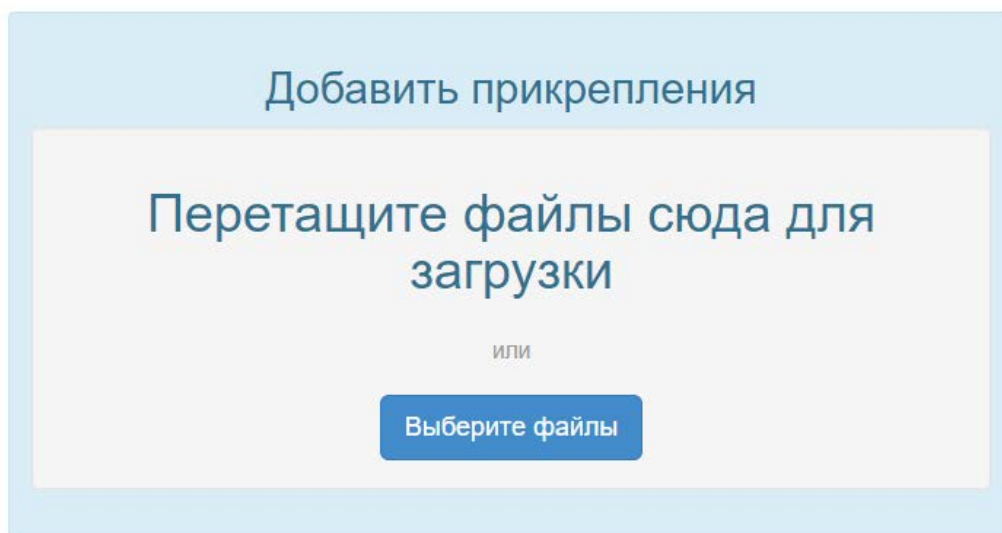 Добавить прикрепления
Перетащите файлы сюда для
загрузки
или
Выберите файлы